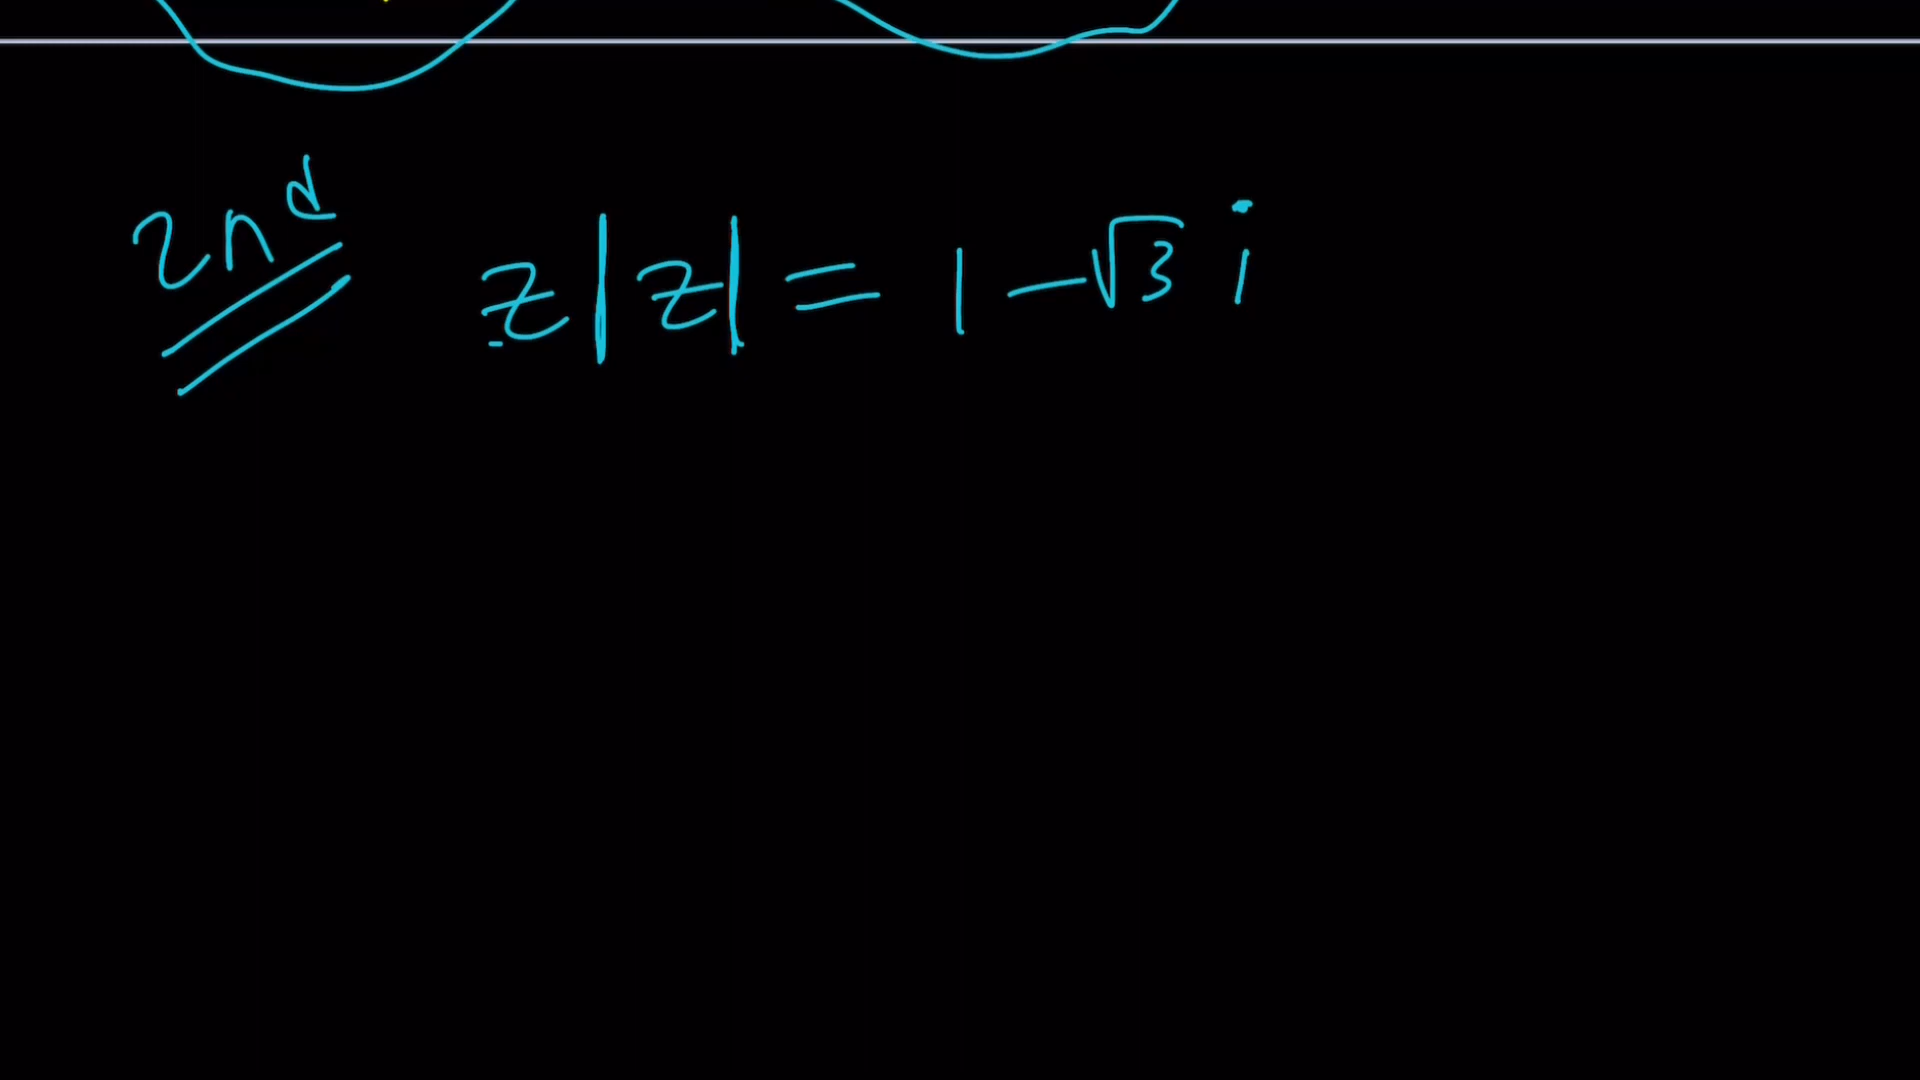 2nd z|z| = 1 - √3 i